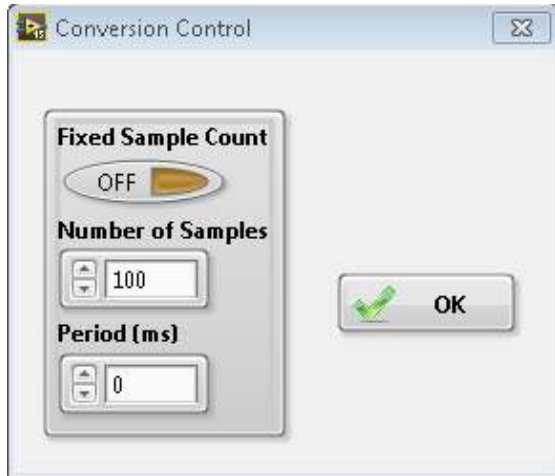 Conversion Control
Fixed Sample Count
OFF
Number of Samples
100
OK
Period (ms)
0